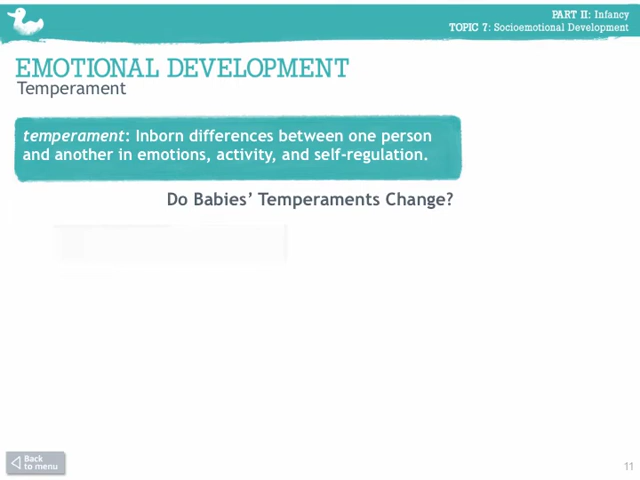 PART II: Infancy
TOPIC 7: Socioemotional Development
EMOTIONAL DEVELOPMENT
Temperament
temperament: Inborn differences between one person
and another in emotions, activity, and self-regulation.
Do Babies’ Temperaments Change?
Back
to menu
11